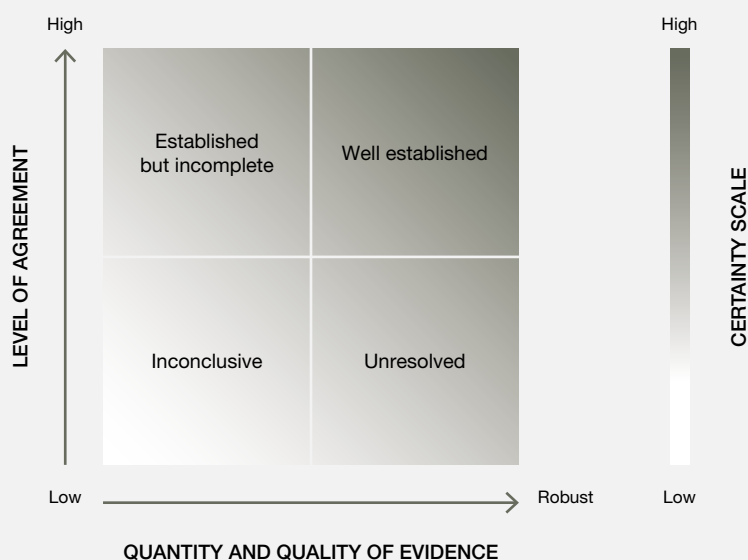 High
High
LEVEL OF AGREEMENT
Established
but incomplete
Well established
CERTAINTY SCALE
Inconclusive
Unresolved
Low
Robust
Low
QUANTITY AND QUALITY OF EVIDENCE